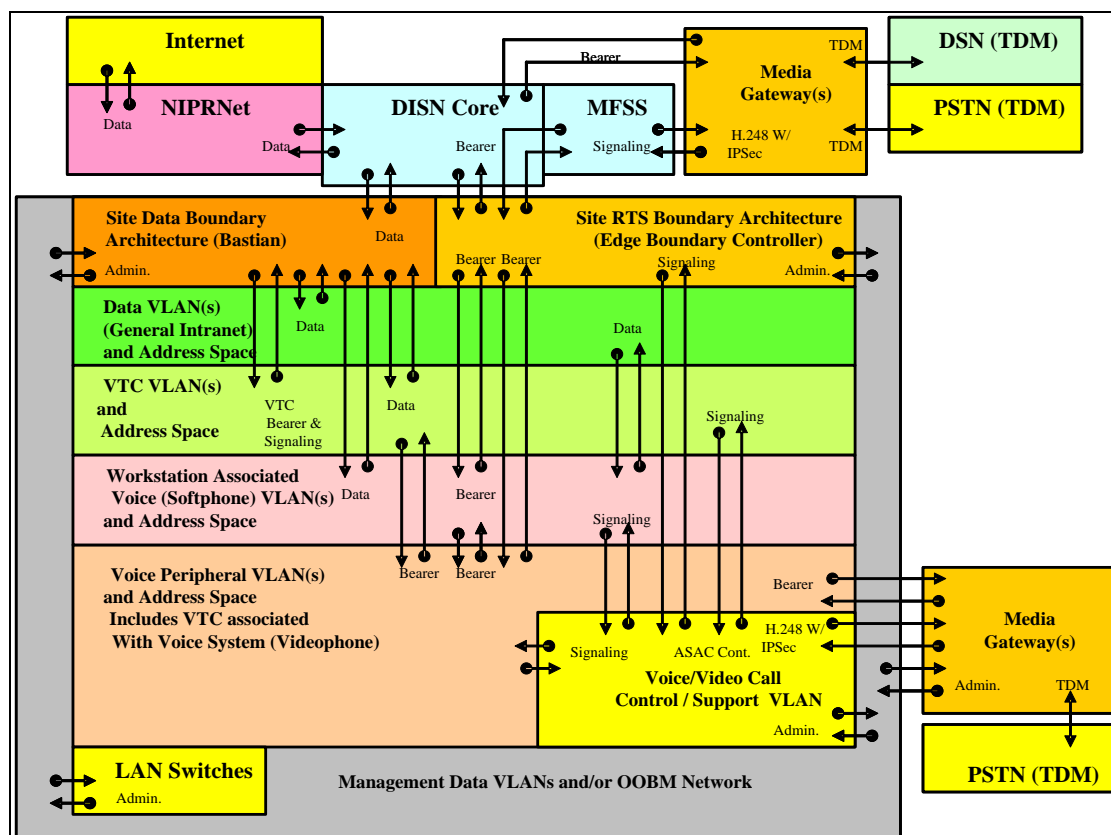 Internet
Data
NIPRNet
Data
DISN Core
Bearer
MFSS
Signaling
Bearer
TDM
Media
Gateway(s)
H.248 W/
IPSec
TDM
DSN (TDM)
PSTN (TDM)
Site Data Boundary
Architecture (Bastian)
Admin.
Data
Site RTS Boundary Architecture
(Edge Boundary Controller)
Bearer
Bearer
Signaling
Admin.
Data VLAN(s)
(General Intranet)
and Address Space
Data
Data
VTC VLAN(s)
and
Address Space
VTC
Bearer &
Signaling
Data
Signaling
Workstation Associated
Voice (Softphone) VLAN(s)
and Address Space
Data
Bearer
Signaling
Voice Peripheral VLAN(s)
and Address Space
Includes VTC associated
With Voice System (Videophone)
Bearer
Bearer
Bearer
Signaling
ASAC Cont.
H.248 W/
IPSec
Voice/Video Call
Control / Support VLAN
Admin.
Media
Gateway(s)
Admin.
TDM
PSTN (TDM)
LAN Switches
Admin.
Management Data VLANs and/or OOBM Network